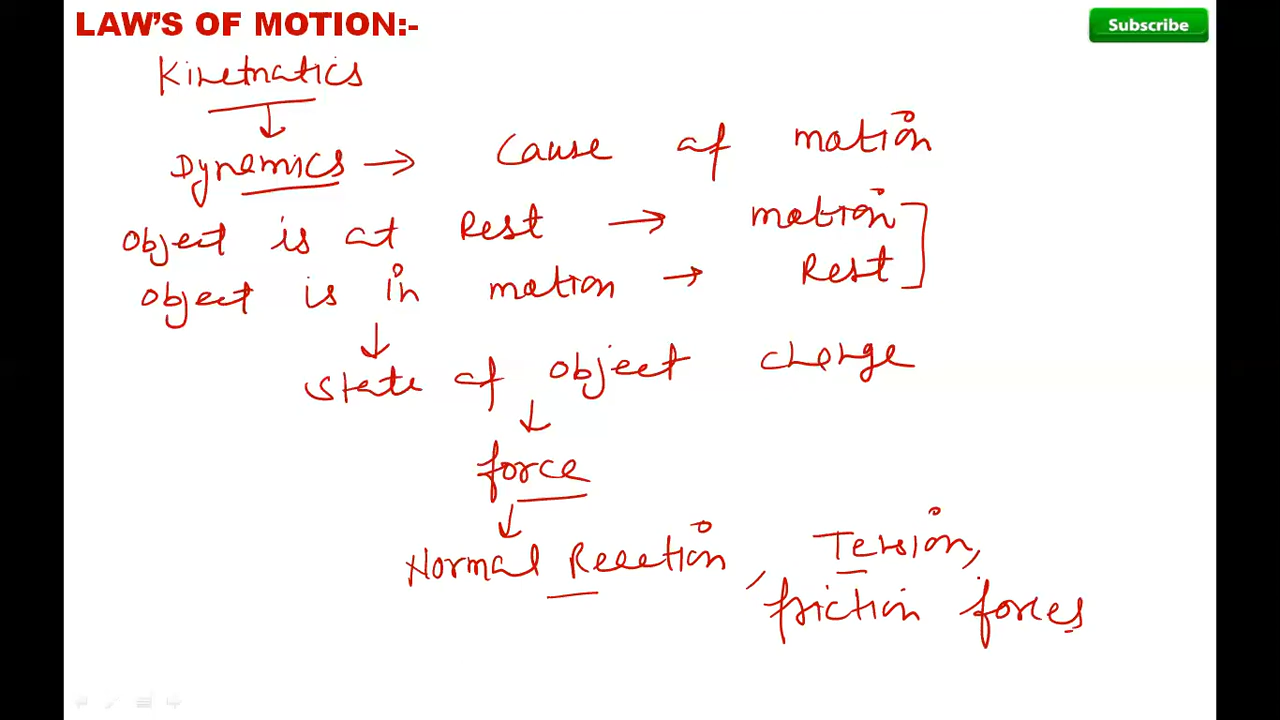 LAW'S OF MOTION:-
Subscribe
Kinematics
Dynamics → Cause of motion
Object is at Rest → motion
Object is in motion → Rest
State of object change
force
Normal Reaction, Tension,
friction forces